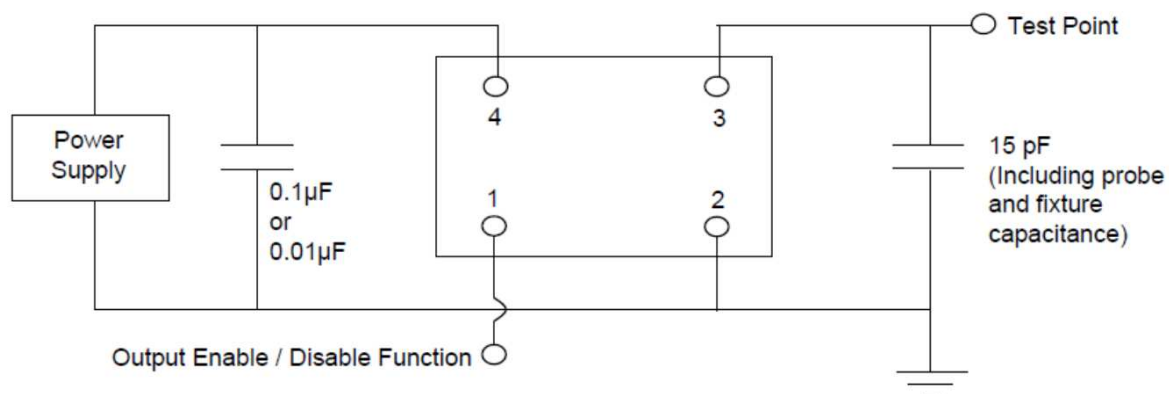 Test Point
4
3
Power
Supply
15 pF
(Including probe
and fixture
capacitance)
0.1µF
or
0.01µF
1
2
Output Enable / Disable Function